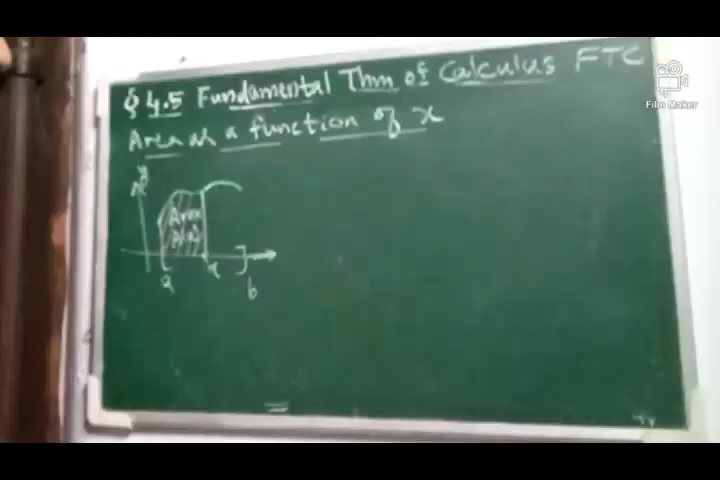 § 4.5 Fundamental Thm of Calculus FTC
Area as a function of x
y
Area
A(x)
a
x
b
Film Maker